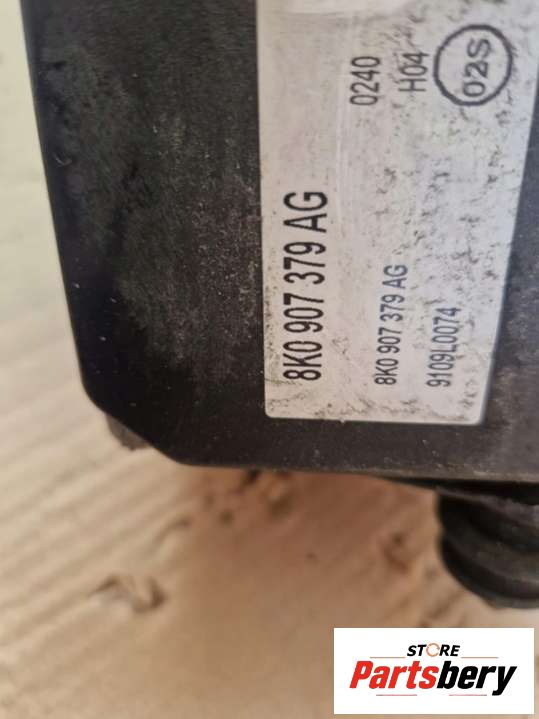 0240
H04
02S
8K0 907 379 AG
8K0 907 379 AG
9109L0074
STORE
Partsbery